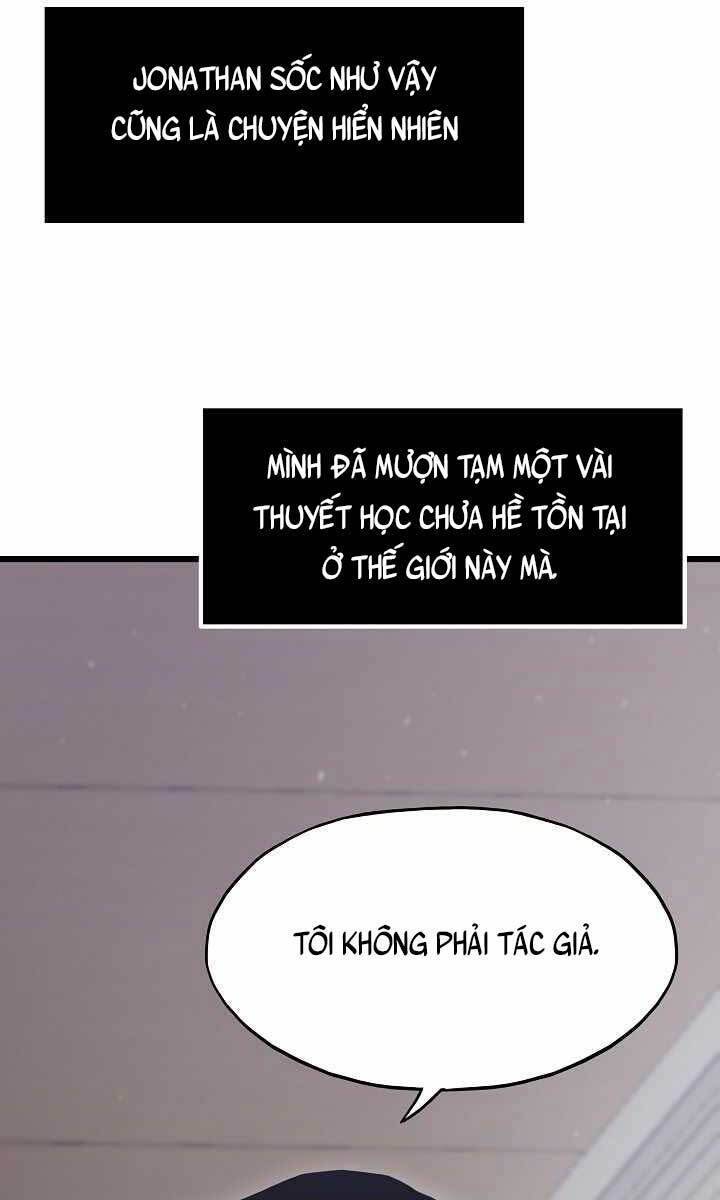 JONATHAN SỐC NHƯ VẬY
CŨNG LÀ CHUYỆN HIỂN NHIÊN
MÌNH ĐÃ MƯỢN TẠM MỘT VÀI
THUYẾT HỌC CHƯA HỀ TỒN TẠI
Ở THẾ GIỚI NÀY MÀ.
TÔI KHÔNG PHẢI TÁC GIẢ.